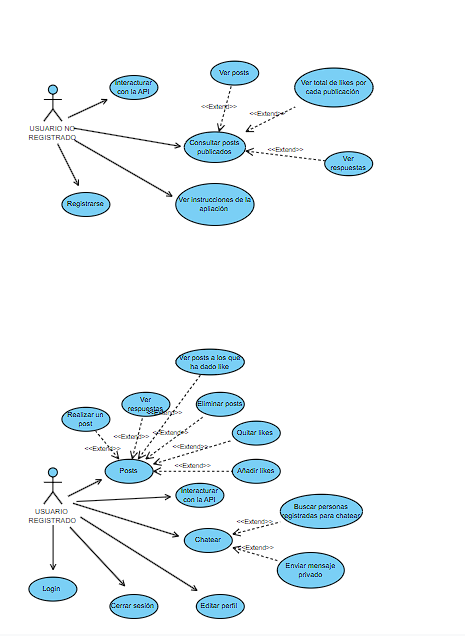 Ver posts
Interacturar
con la API
Ver total de likes por
cada publicación
<<Extend>>
<<Extend>>
USUARIO NO
REGISTRADO
Consultar posts
publicados
<<Extend>>
Ver
respuestas
Registrarse
Ver instrucciones de la
apliación
Ver posts a los que
ha dado like
Ver
respuestas
Eliminar posts
Realizar un
post
<<Extend>>
<<Extend>>
<<Extend>>
Quitar likes
<<Extend>>
<<Extend>>
Posts
<<Extend>>
Añadir likes
Interacturar
con la API
USUARIO
REGISTRADO
Buscar personas
registradas para chatear
<<Extend>>
Chatear
<<Extend>>
Enviar mensaje
privado
Login
Cerrar sesión
Editar perfil